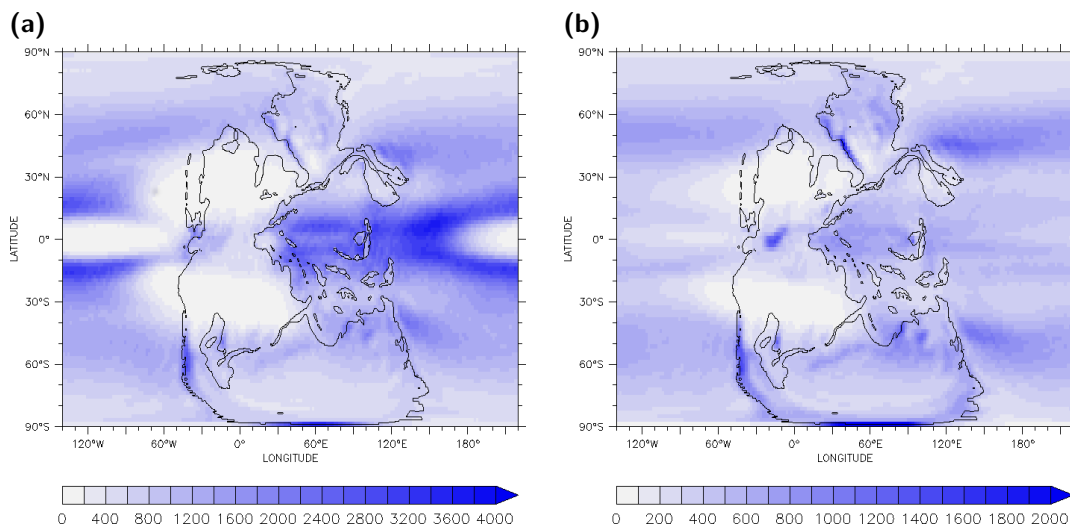 (a) (b)
90°N 90°N
60°N 60°N
30°N 30°N
LATITUDE LATITUDE
0° 0°
30°S 30°S
60°S 60°S
90°S 90°S
120°W 60°W 0° 60°E 120°E 180° 120°W 60°W 0° 60°E 120°E 180°
LONGITUDE LONGITUDE
0 400 800 1200 1600 2000 2400 2800 3200 3600 4000 0 200 400 600 800 1000 1200 1400 1600 1800 2000